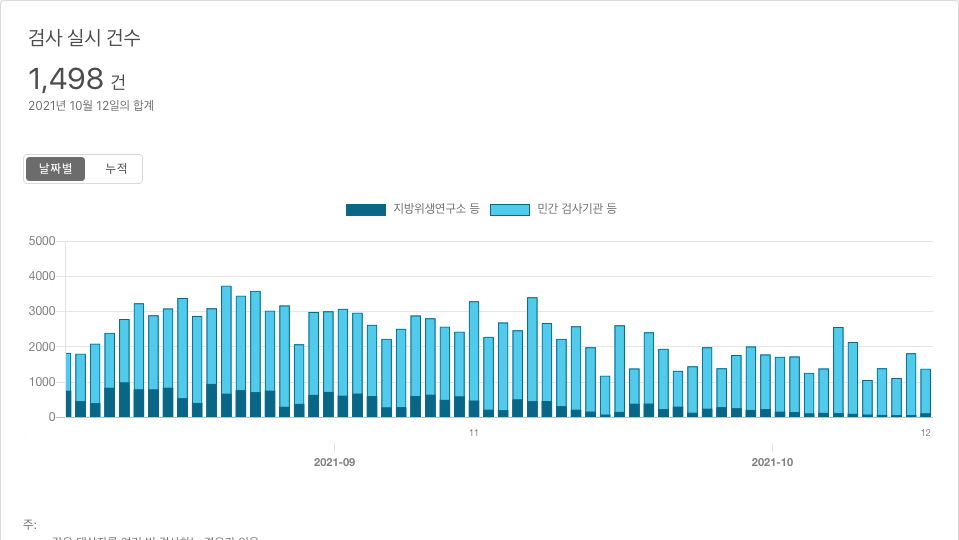 검사 실시 건수
1,498 건
2021년 10월 12일의 합계
날짜별 누적
지방위생연구소 등 민간 검사기관 등
5000
4000
3000
2000
1000
0
11 12
2021-09 2021-10
주: